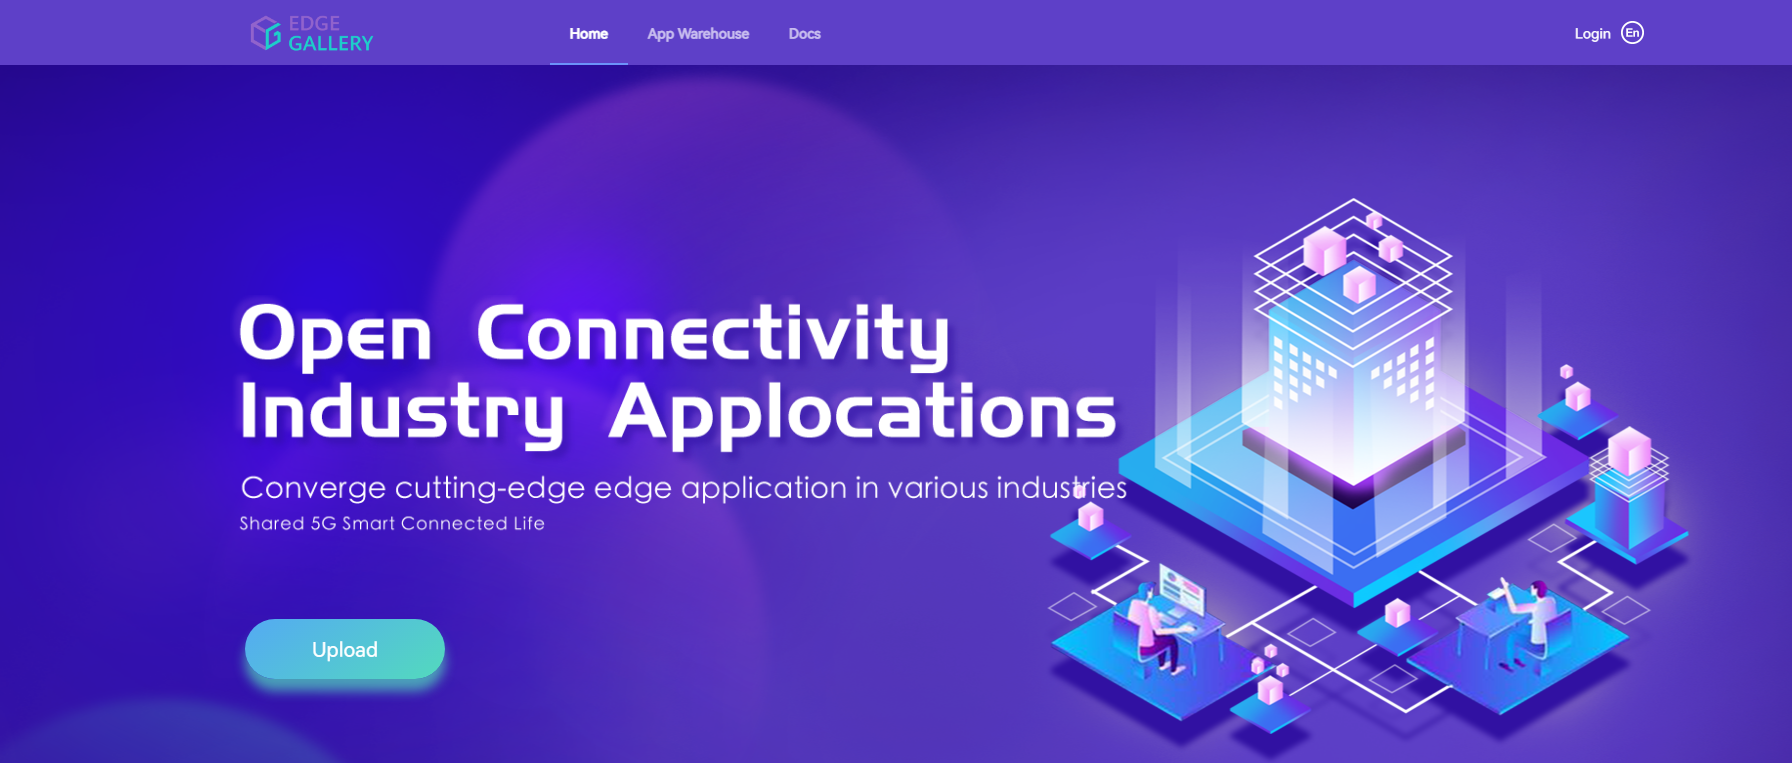 EDGE
GALLERY
Home App Warehouse Docs Login En
Open Connectivity
Industry Applocations
Converge cutting-edge edge application in various industries
Shared 5G Smart Connected Life
Upload